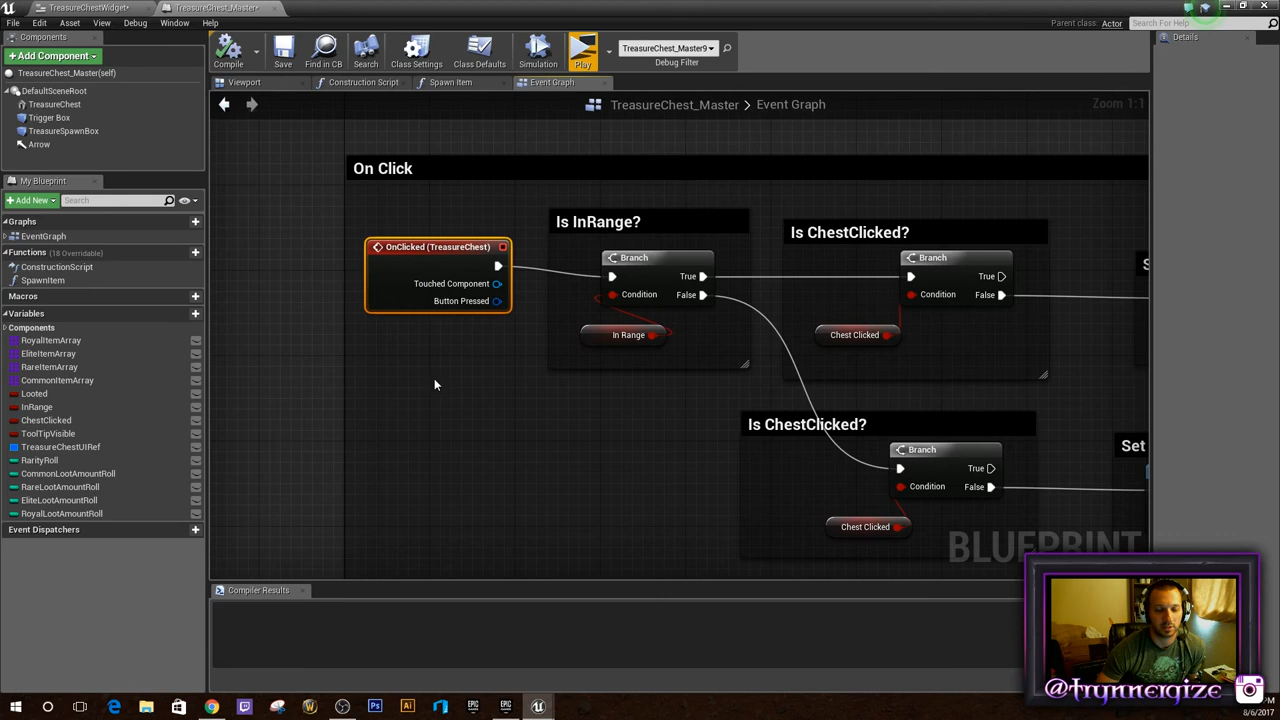 TreasureChestWidget*
TreasureChest_Master*
File
Edit
Asset
View
Debug
Window
Help
Parent class: Actor
Search For Help
Components
+Add Component
TreasureChest_Master(self)
DefaultSceneRoot
TreasureChest
Trigger Box
TreasureSpawnBox
Arrow
Compile
Save
Find in CB
Search
Class Settings
Class Defaults
Simulation
Play
TreasureChest_Master9
Debug Filter
Details
Viewport
Construction Script
Spawn Item
Event Graph
TreasureChest_Master > Event Graph
Zoom 1:1
My Blueprint
+Add New
Search
Graphs
EventGraph
Functions (18 Overridable)
ConstructionScript
SpawnItem
Macros
Variables
Components
RoyalItemArray
EliteItemArray
RareItemArray
CommonItemArray
Looted
InRange
ChestClicked
ToolTipVisible
TreasureChestUIRef
RarityRoll
CommonLootAmountRoll
RareLootAmountRoll
EliteLootAmountRoll
RoyalLootAmountRoll
Event Dispatchers
On Click
OnClicked (TreasureChest)
Touched Component
Button Pressed
Is InRange?
Branch
True
Condition
False
In Range
Is ChestClicked?
Branch
True
Condition
False
Chest Clicked
Is ChestClicked?
Branch
True
Condition
False
Chest Clicked
Set
BLUEPRINT
Compiler Results
@trynnergize
8/6/2017